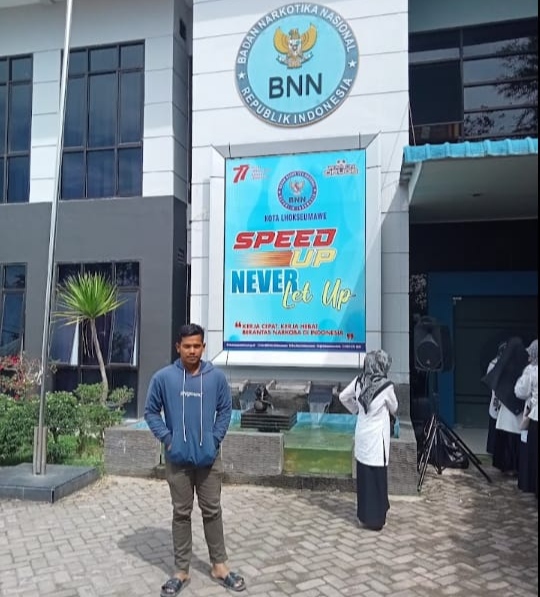 BADAN NARKOTIKA NASIONAL
BNN
REPUBLIK INDONESIA
77
BNN
KOTA LHOKSEUMAWE
SPEED
UP
NEVER
Let Up
"KERJA CEPAT, KERJA HEBAT
BERANTAS NARKOBA DI INDONESIA"